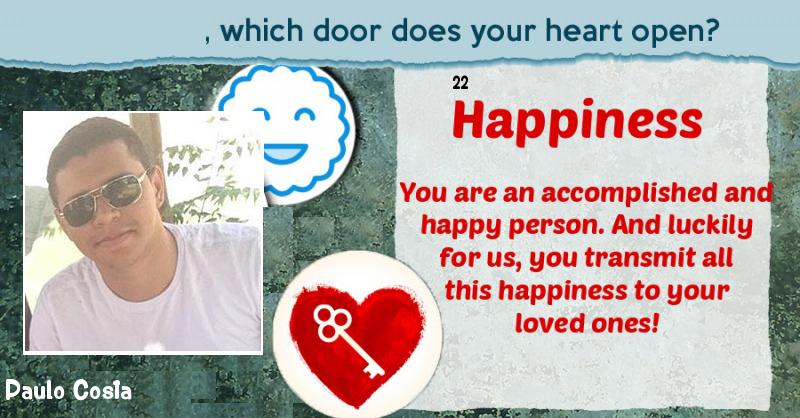 , which door does your heart open?
22
Happiness
You are an accomplished and
happy person. And luckily
for us, you transmit all
this happiness to your
loved ones!
Paulo Costa